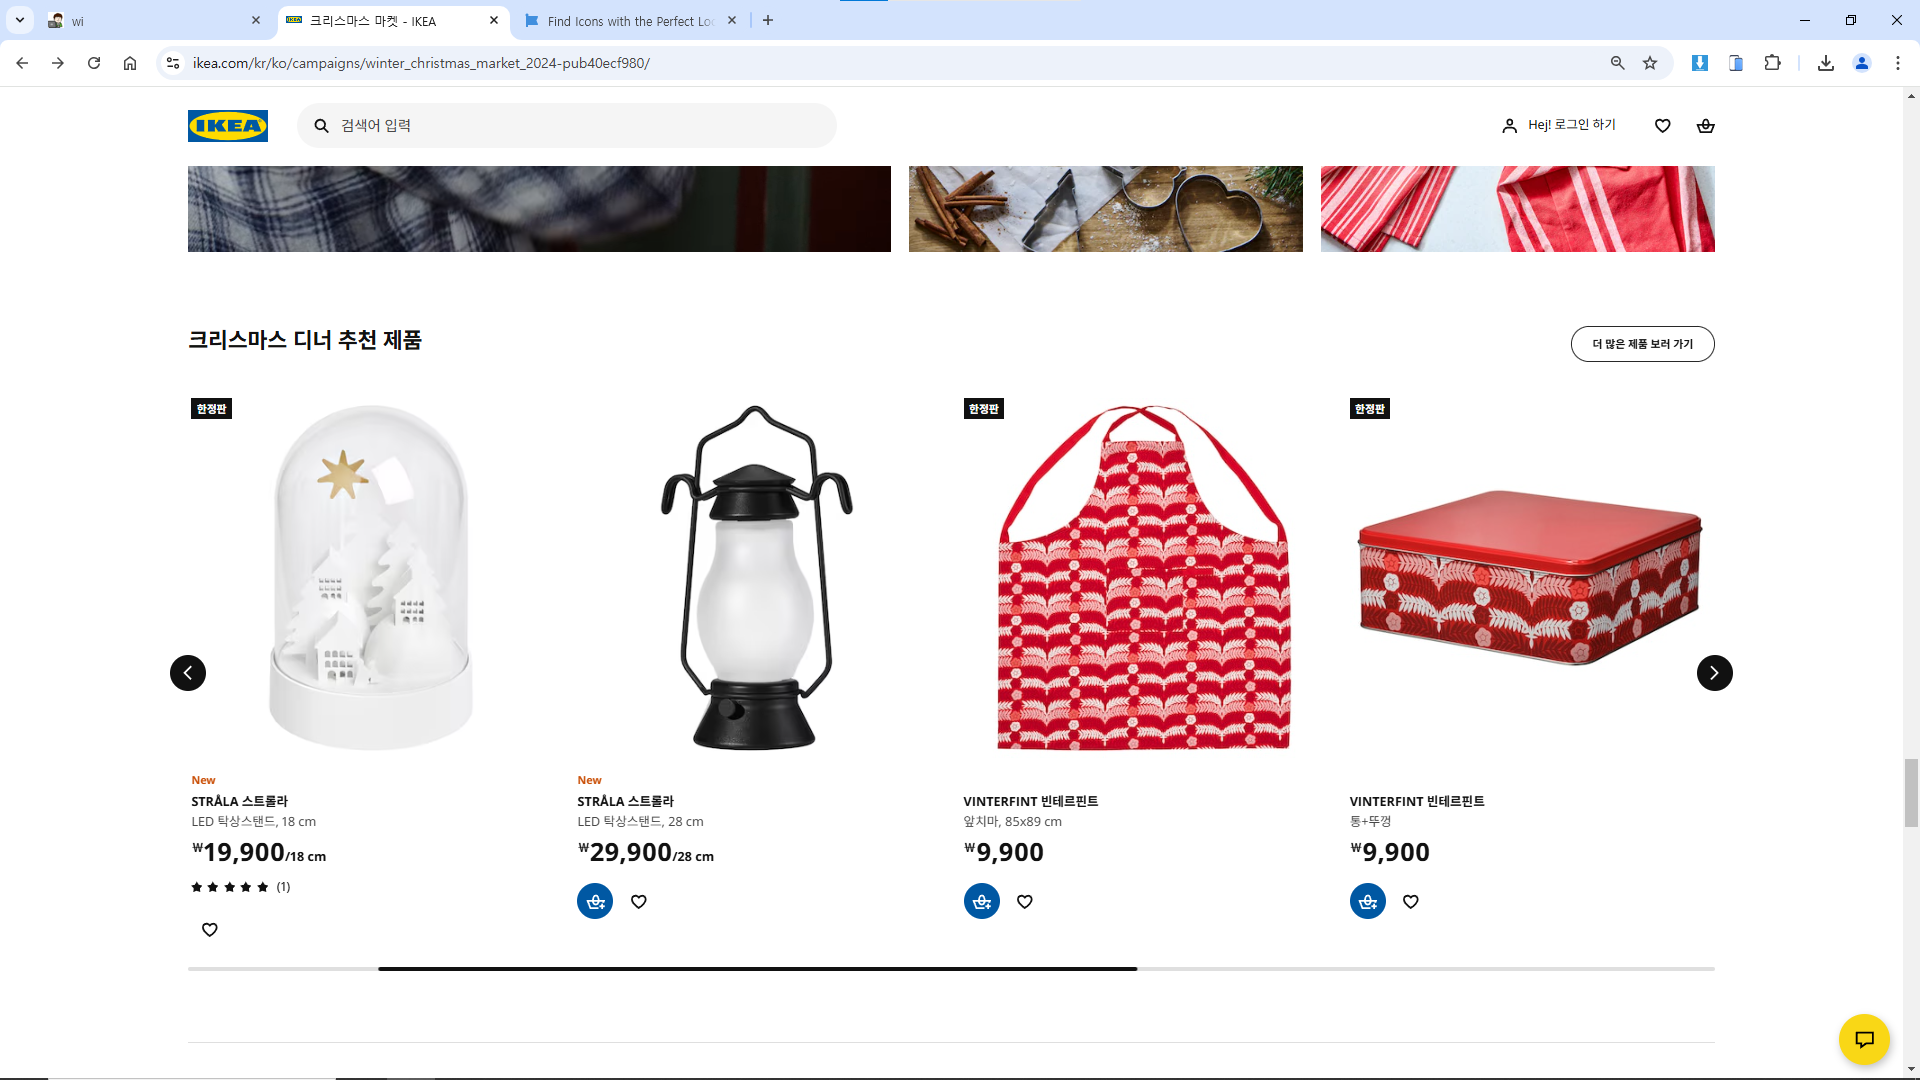 wi
크리스마스 마켓 - IKEA
Find Icons with the Perfect Loo
ikea.com/kr/ko/campaigns/winter_christmas_market_2024-pub40ecf980/
IKEA
검색어 입력
Hej! 로그인 하기
크리스마스 디너 추천 제품
더 많은 제품 보러 가기
한정판
한정판
한정판
New
STRÅLA 스트롤라
LED 탁상스탠드, 18 cm
₩19,900/18 cm
(1)
New
STRÅLA 스트롤라
LED 탁상스탠드, 28 cm
₩29,900/28 cm
VINTERFINT 빈테르핀트
앞치마, 85x89 cm
₩9,900
VINTERFINT 빈테르핀트
통+뚜껑
₩9,900